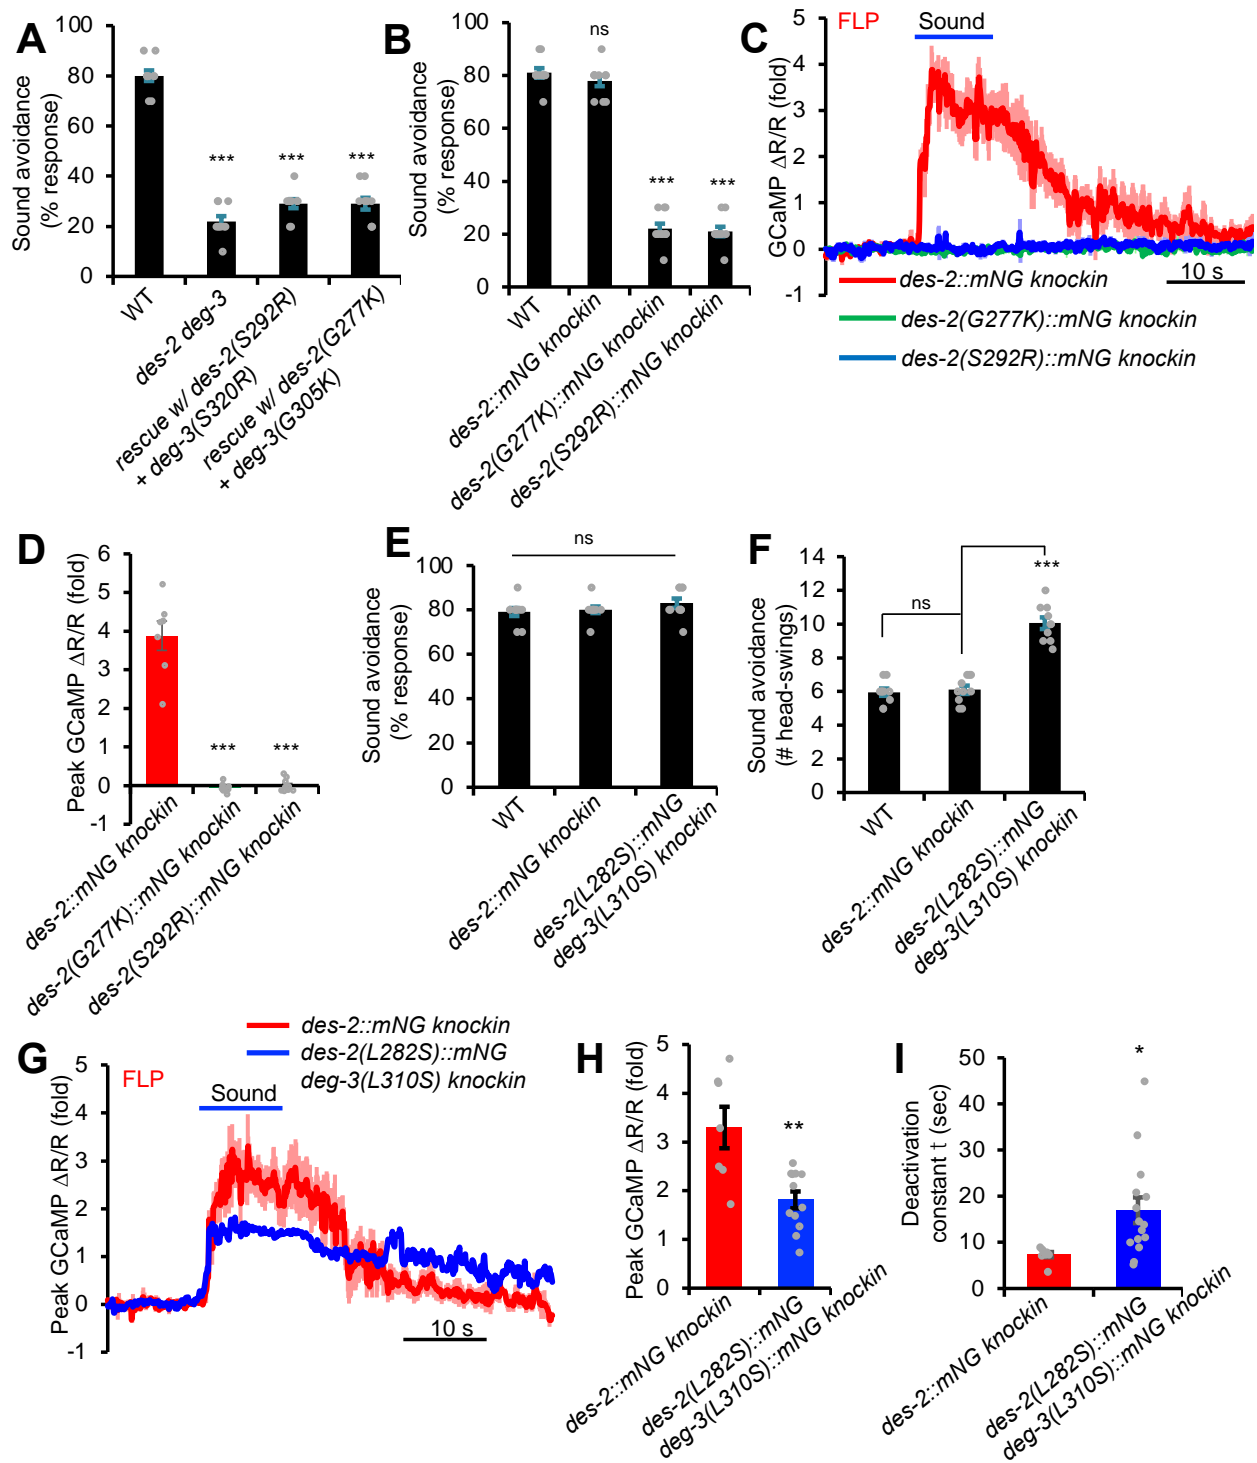 A
Sound avoidance
(% response)
100
80
60
40
20
0
***
***
***
WT
des-2 deg-3
rescue w/ des-2(S292R)
+ deg-3(S320R)
rescue w/ des-2(G277K)
+ deg-3(G305K)
B
Sound avoidance
(% response)
100
80
60
40
20
0
ns
***
***
WT
des-2::mNG knockin
des-2(G277K)::mNG knockin
des-2(S292R)::mNG knockin
C
GCaMP ΔR/R (fold)
5
4
3
2
1
0
-1
FLP
Sound
10 s
des-2::mNG knockin
des-2(G277K)::mNG knockin
des-2(S292R)::mNG knockin
D
Peak GCaMP ΔR/R (fold)
6
5
4
3
2
1
0
-1
***
***
des-2::mNG knockin
des-2(G277K)::mNG knockin
des-2(S292R)::mNG knockin
E
Sound avoidance
(% response)
100
80
60
40
20
0
ns
WT
des-2::mNG knockin
des-2(L282S)::mNG
deg-3(L310S) knockin
F
Sound avoidance
(# head-swings)
14
12
10
8
6
4
2
0
ns
***
WT
des-2::mNG knockin
des-2(L282S)::mNG
deg-3(L310S) knockin
G
des-2::mNG knockin
des-2(L282S)::mNG
deg-3(L310S) knockin
Peak GCaMP ΔR/R (fold)
5
4
3
2
1
0
-1
FLP
Sound
10 s
H
Peak GCaMP ΔR/R (fold)
5
4
3
2
1
0
**
des-2::mNG knockin
des-2(L282S)::mNG
deg-3(L310S)::mNG knockin
I
Deactivation
constant τ (sec)
50
40
30
20
10
0
*
des-2::mNG knockin
des-2(L282S)::mNG
deg-3(L310S)::mNG knockin